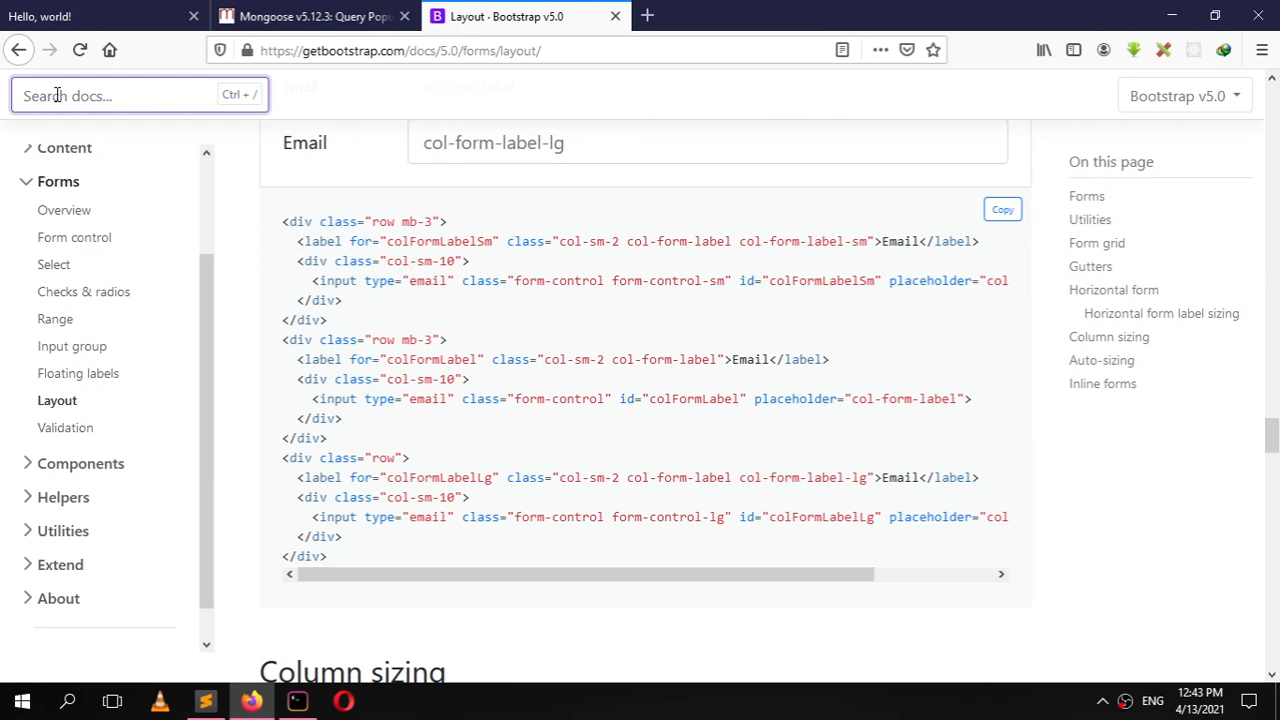 Hello, world!
Mongoose v5.12.3: Query Popu
Layout · Bootstrap v5.0
https://getbootstrap.com/docs/5.0/forms/layout/
Search docs...
Ctrl + /
Bootstrap v5.0
Content
Forms
Overview
Form control
Select
Checks & radios
Range
Input group
Floating labels
Layout
Validation
Components
Helpers
Utilities
Extend
About
Email
col-form-label-lg
Copy
<div class="row mb-3">
<label for="colFormLabelSm" class="col-sm-2 col-form-label col-form-label-sm">Email</label>
<div class="col-sm-10">
<input type="email" class="form-control form-control-sm" id="colFormLabelSm" placeholder="col
</div>
</div>
<div class="row mb-3">
<label for="colFormLabel" class="col-sm-2 col-form-label">Email</label>
<div class="col-sm-10">
<input type="email" class="form-control" id="colFormLabel" placeholder="col-form-label">
</div>
</div>
<div class="row">
<label for="colFormLabelLg" class="col-sm-2 col-form-label col-form-label-lg">Email</label>
<div class="col-sm-10">
<input type="email" class="form-control form-control-lg" id="colFormLabelLg" placeholder="col
</div>
</div>
Column sizing
On this page
Forms
Utilities
Form grid
Gutters
Horizontal form
Horizontal form label sizing
Column sizing
Auto-sizing
Inline forms
ENG
12:43 PM
4/13/2021